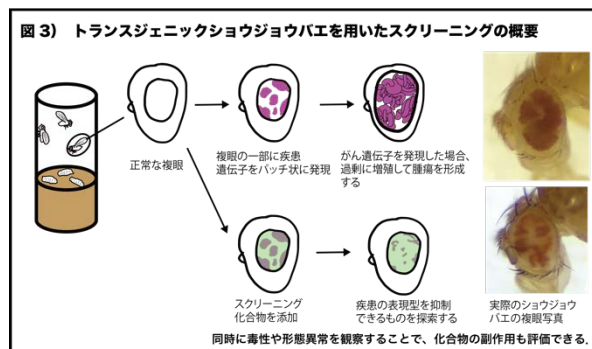 図 3) トランスジェニックショウジョウバエを用いたスクリーニングの概要
正常な複眼
複眼の一部に疾患
遺伝子をパッチ状に発現
がん遺伝子を発現した場合、
過剰に増殖して腫瘍を形成
する
スクリーニング
化合物を添加
疾患の表現型を抑制
できるものを探索する
実際のショウジョウ
バエの複眼写真
同時に毒性や形態異常を観察することで、化合物の副作用も評価できる.